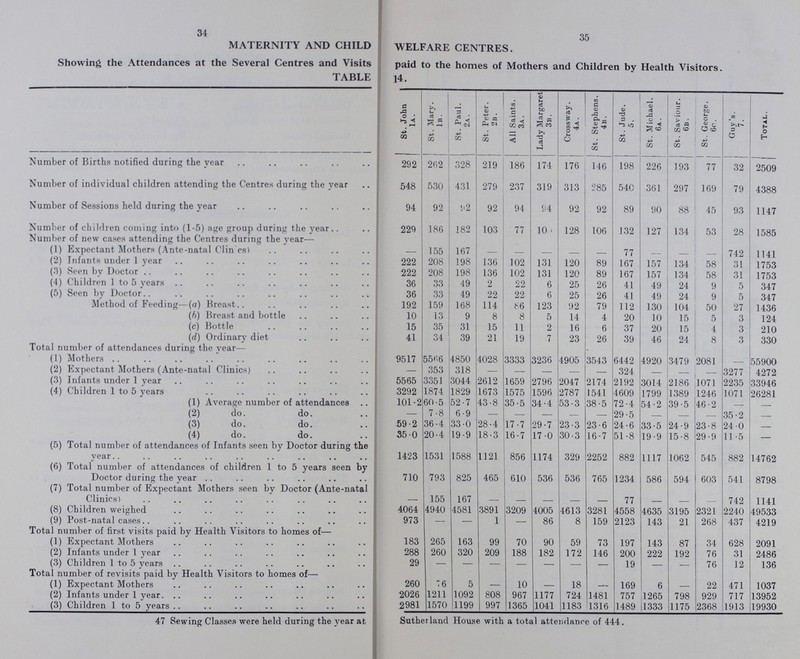 34
35
MATERNITY AND CHILD WELFARE CENTRES.
Showing the Attendances at the Several Centres and Visits paid to the homes of Mothers and Children by Health Visitors.
TABLE 14.
St. John 1A. St. Mary. 1B. St. Paul. 2A. St. Peter. 2B. All Saints. 3A. Lady Margaret 3B. Crossway. 4A. St. Stephens. 4B. St. Jude. 5. St. Michael. 6A. St. Saviour. 6B. St. George. 6C. Guy's. 7. TOTAL.
Number of Births notified during the year .. .. .. .. .. 292 262 328 219 186 174 176 146 198 226 193 77 32 2509
Number of individual children attending the Centres during the year .. 548 530 431 279 237 319 313 285 540 361 297 169 79 4388
Number of Sessions held during the year .. .. .. .. .. 94 92 92 92 94 94 92 92 89 90 88 45 93 1147
Number of children coming into (1-5) age group during the year.. .. 229 186 182 103 77 10 128 106 132 127 134 53 28 1585
Number of new cases attending the Centres during the year—
(1) Expectant Mothers (Ante-natal Clin es) .. .. .. .. — 155 167 — — — — — 77 — — — 742 1141
(2) Infants under 1 year .. .. .. .. .. .. 222 208 198 136 102 131 120 89 167 157 134 58 31 1753
(3) Seen by Doctor .. .. .. .. .. .. .. 222 208 198 136 102 131 120 89 167 157 134 58 31 1753
(4) Children 1 to 5 years .. .. .. .. .. .. 36 33 49 2 22 6 25 26 41 49 24 9 5 347
(5) Seen by Doctor.. .. .. .. .. .. .. 36 33 49 22 22 6 25 26 41 49 24 9 5 347
Method of Feeding—(a) Breast.. .. .. .. .. 192 159 168 114 86 123 92 79 112 130 104 50 27 1436
(b) Breast and bottle .. .. .. .. 10 13 9 8 8 5 14 4 20 10 15 5 3 124
(c) Bottle .. .. .. .. .. 15 35 31 15 11 2 16 6 37 20 15 4 3 210
(d) Ordinary diet .. .. .. .. 41 34 39 21 19 7 23 26 39 46 24 8 3 330
Total number of attendances during the year—
(1) Mothers .. .. .. .. .. .. .. .. 9517 5566 4850 4028 3333 3236 4905 3543 6442 4920 3479 2081 — 55900
(2) Expectant Mothers (Ante-natal Clinics) .. .. .. .. — 353 318 — — — — — 324 — — — 3277 4272
(3) Infants under 1 year .. .. .. .. .. .. 5565 3351 3044 2612 1659 2796 2047 2174 2192 3014 2186 1071 2235 33946
(4) Children 1 to 5 years .. .. .. .. .. .. 3292 1874 1829 1673 1575 1596 2787 1541 4609 1799 1389 1246 1071 26281
(1) Average number of attendances .. 101·2 60·5 52·7 43·8 35·5 34·4 53·3 38·5 72·4 54·2 39·5 46·2 — —
(2) do. do. .. — 7·8 6·9 — — — — — 29·5 — — — 35·2 —
(3) do. do. .. 59·2 36·4 33·0 28·4 17·7 29·7 23·3 23·6 24·6 33·5 24·9 23·8 24·0 —
(4) do. do. .. 35·0 20·4 19·9 18·3 16·7 17·0 30·3 16·7 51·8 19·9 15·8 29·9 11·5 —
(5) Total number of attendances of Infants seen by Doctor during the
year.. .. .. .. .. .. .. .. .. 1423 1531 1588 1121 856 1174 329 2252 882 1117 1062 545 882 14762
(6) Total number of attendances of children 1 to 5 years seen by
Doctor during the year .. .. .. .. .. .. 710 793 825 465 610 536 536 765 1234 586 594 603 541 8798
(7) Total number of Expectant Mothers seen by Doctor (Ante-natal
Clinics) .. .. .. .. .. .. .. .. — 155 167 — — — — — 77 — — — 742 1141
(8) Children weighed .. .. .. .. .. .. .. 4064 4940 4581 3891 3209 4005 4613 3281 4558 4635 3195 2321 2240 49533
(9) Post-natal cases.. .. .. .. .. .. .. 973 — — 1 — 86 8 159 2123 143 21 268 437 4219
Total number of first visits paid by Health Visitors to homes of—
(1) Expectant Mothers .. .. .. .. .. .. 183 265 163 99 70 90 59 73 197 143 87 34 628 2091
(2) Infants under 1 year .. .. .. .. .. .. 288 260 320 209 188 182 172 146 200 222 192 76 31 2486
(3) Children 1 to 5 years .. .. .. .. .. .. 29 — — — — — — — 19 — — 76 12 136
Total number of revisits paid by Health Visitors to homes of—
(1) Expectant Mothers .. .. .. .. .. .. 260 76 5 — 10 — 18 — 169 6 — 22 471 1037
(2) Infants under 1 year. .. .. .. .. .. .. 2026 1211 1092 808 967 1177 724 1481 757 1265 798 929 717 13952
(3) Children 1 to 5 years .. .. .. .. .. .. 2981 1570 1199 997 1365 1041 1183 1316 1489 1333 1175 2368 1913 19930
47 Sewing Classes were held during the year at Sutherland House with a total attendance of 444.